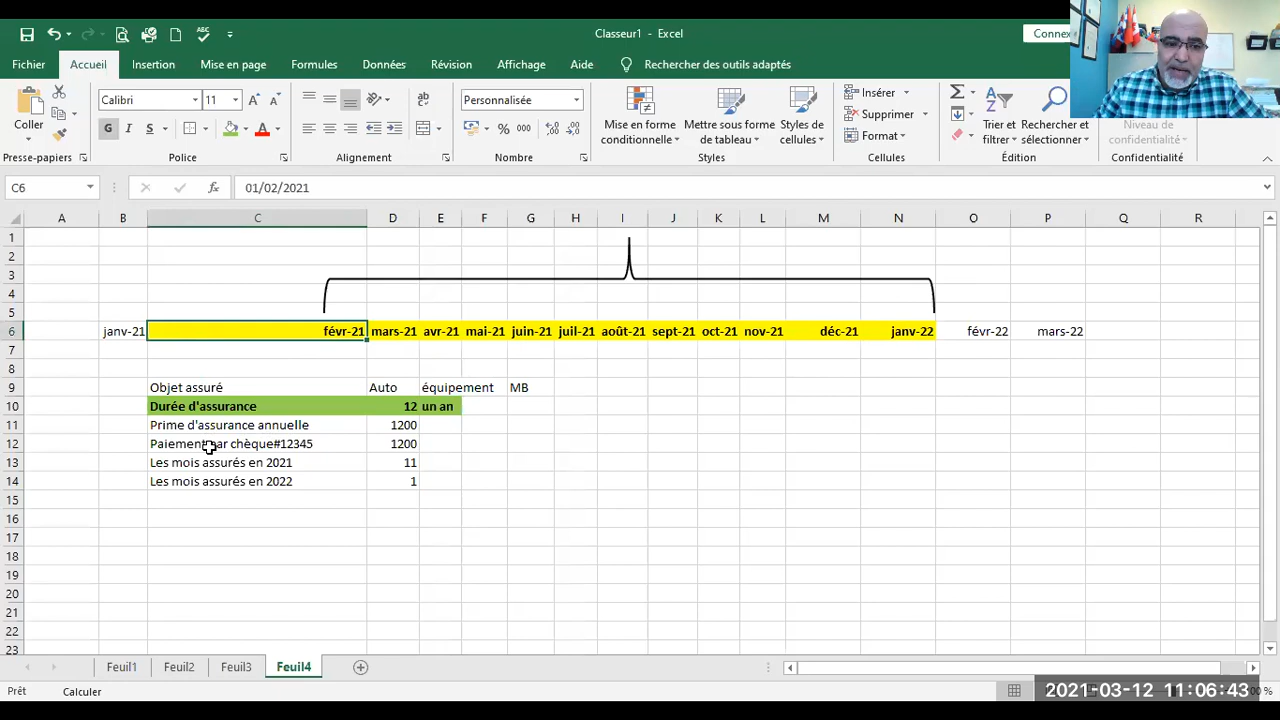 Classeur1 - Excel
Connex
Fichier Accueil Insertion Mise en page Formules Données Révision Affichage Aide Rechercher des outils adaptés
Coller
Calibri 11
G I S
Personnalisée
% 000
Mise en forme conditionnelle
Mettre sous forme de tableau
Styles de cellules
Insérer
Supprimer
Format
Trier et filtrer
Rechercher et sélectionner
Niveau de confidentialité
Presse-papiers Police Alignement Nombre Styles Cellules Édition Confidentialité
C6 fx 01/02/2021
A B C D E F G H I J K L M N O P Q R
1
2
3
4
5
6 janv-21 févr-21 mars-21 avr-21 mai-21 juin-21 juil-21 août-21 sept-21 oct-21 nov-21 déc-21 janv-22 févr-22 mars-22
7
8
9 Objet assuré Auto équipement MB
10 Durée d'assurance 12 un an
11 Prime d'assurance annuelle 1200
12 Paiement par chèque#12345 1200
13 Les mois assurés en 2021 11
14 Les mois assurés en 2022 1
15
16
17
18
19
20
21
22
23
Feuil1 Feuil2 Feuil3 Feuil4
Prêt Calculer
2021-03-12 11:06:43